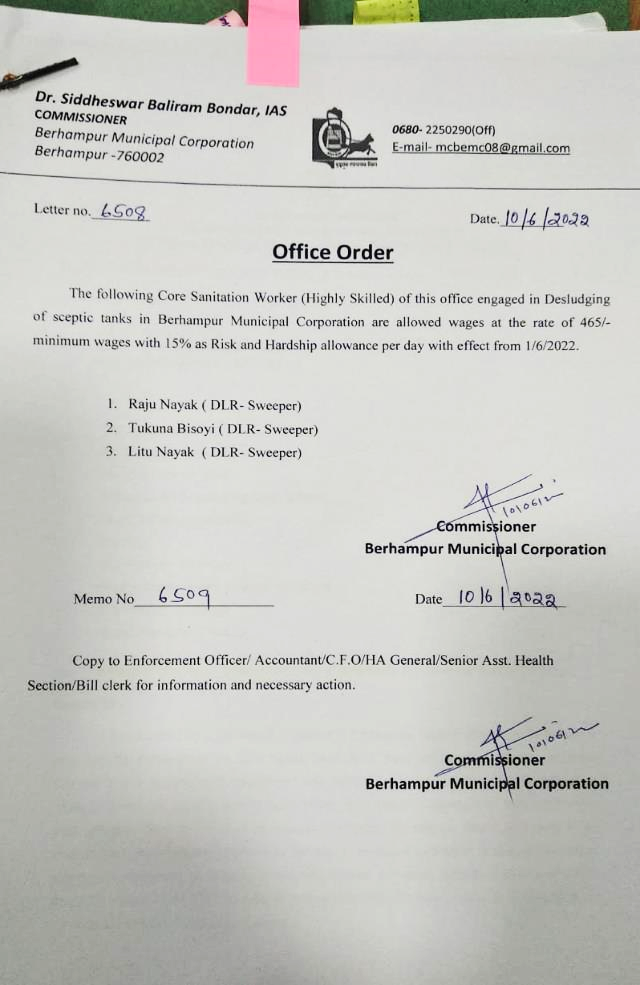 Dr. Siddheswar Baliram Bondar, IAS
COMMISSIONER
Berhampur Municipal Corporation
Berhampur -760002
0680- 2250290(Off)
E-mail- mcbemc08@gmail.com
Letter no. 6508
Date. 10/6/2022
Office Order
The following Core Sanitation Worker (Highly Skilled) of this office engaged in Desludging
of sceptic tanks in Berhampur Municipal Corporation are allowed wages at the rate of 465/-
minimum wages with 15% as Risk and Hardship allowance per day with effect from 1/6/2022.
1. Raju Nayak ( DLR- Sweeper)
2. Tukuna Bisoyi ( DLR- Sweeper)
3. Litu Nayak ( DLR- Sweeper)
Commissioner
Berhampur Municipal Corporation
Memo No 6509
Date 10/6/2022
Copy to Enforcement Officer/ Accountant/C.F.O/HA General/Senior Asst. Health
Section/Bill clerk for information and necessary action.
Commissioner
Berhampur Municipal Corporation